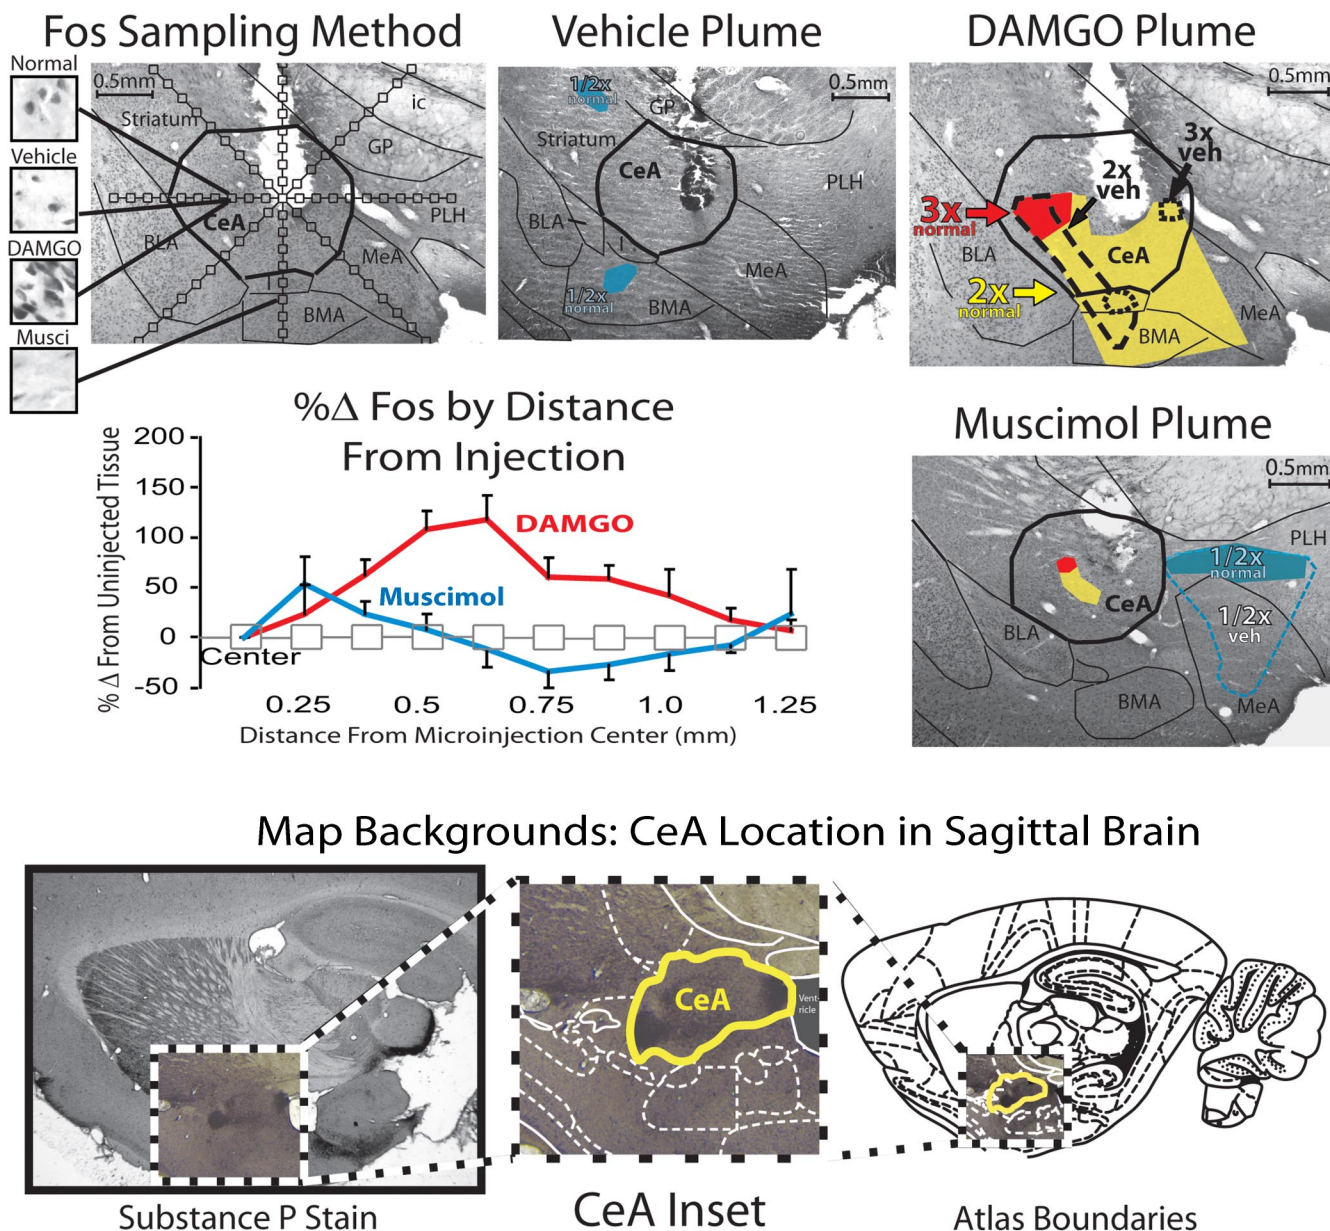 Fos Sampling Method
Normal
Vehicle
DAMGO
Musci
0.5mm
ic
Striatum
GP
CeA
PLH
BLA
MeA
I
BMA
Vehicle Plume
1/2x
normal
GP
0.5mm
Striatum
CeA
PLH
BLA
I
MeA
1/2x
normal
BMA
DAMGO Plume
0.5mm
3x
veh
2x
veh
3x
normal
BLA
CeA
2x
normal
MeA
BMA
%Δ Fos by Distance
From Injection
% Δ From Uninjected Tissue
200
150
100
50
0
-50
DAMGO
Muscimol
Center
0.25
0.5
0.75
1.0
1.25
Distance From Microinjection Center (mm)
Muscimol Plume
0.5mm
PLH
1/2x
normal
CeA
1/2x
veh
BLA
BMA
MeA
Map Backgrounds: CeA Location in Sagittal Brain
CeA
Vent-
ricle
Substance P Stain
CeA Inset
Atlas Boundaries